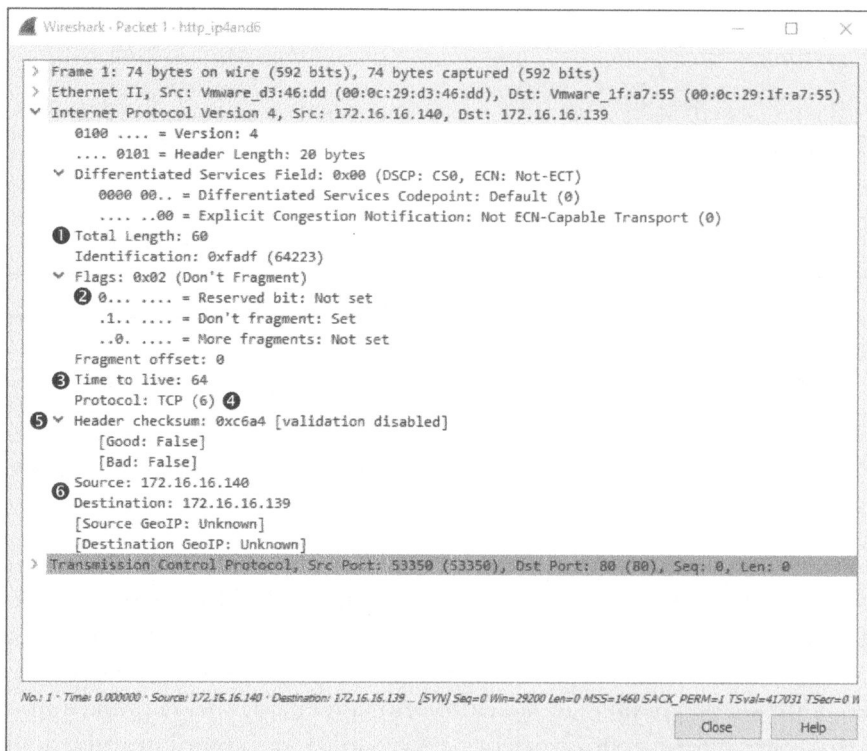 Wireshark · Packet 1 · http_ip4and6
> Frame 1: 74 bytes on wire (592 bits), 74 bytes captured (592 bits)
> Ethernet II, Src: Vmware_d3:46:dd (00:0c:29:d3:46:dd), Dst: Vmware_1f:a7:55 (00:0c:29:1f:a7:55)
Internet Protocol Version 4, Src: 172.16.16.140, Dst: 172.16.16.139
0100 .... = Version: 4
.... 0101 = Header Length: 20 bytes
Differentiated Services Field: 0x00 (DSCP: CS0, ECN: Not-ECT)
0000 00.. = Differentiated Services Codepoint: Default (0)
.... ..00 = Explicit Congestion Notification: Not ECN-Capable Transport (0)
❶ Total Length: 60
Identification: 0xfadf (64223)
Flags: 0x02 (Don't Fragment)
❷ 0... .... = Reserved bit: Not set
.1.. .... = Don't fragment: Set
..0. .... = More fragments: Not set
Fragment offset: 0
❸ Time to live: 64
Protocol: TCP (6) ❹
❺ Header checksum: 0xc6a4 [validation disabled]
[Good: False]
[Bad: False]
❻ Source: 172.16.16.140
Destination: 172.16.16.139
[Source GeoIP: Unknown]
[Destination GeoIP: Unknown]
> Transmission Control Protocol, Src Port: 53350 (53350), Dst Port: 80 (80), Seq: 0, Len: 0
No.: 1 · Time: 0.000000 · Source: 172.16.16.140 · Destination: 172.16.16.139 ... [SYN] Seq=0 Win=29200 Len=0 MSS=1460 SACK_PERM=1 TSval=417031 TSecr=0 W
Close Help